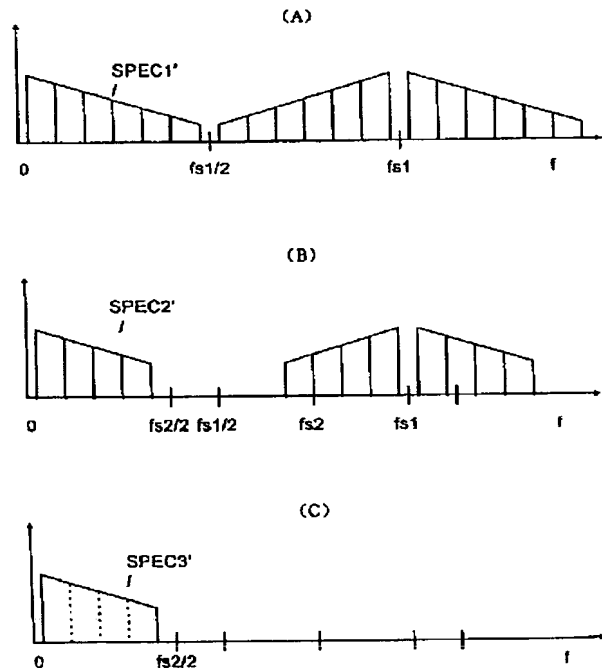 (A)
SPEC1'
0 fs1/2 fs1 f
(B)
SPEC2'
0 fs2/2 fs1/2 fs2 fs1 f
(C)
SPEC3'
0 fs2/2 f